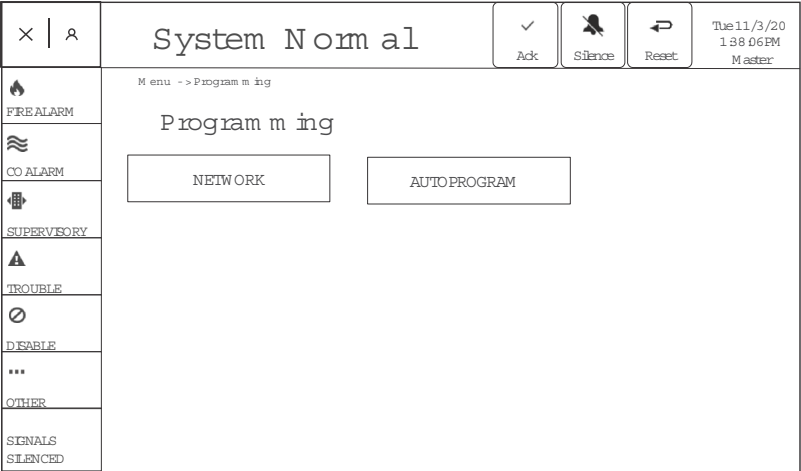 System Normal
Ack
Silence
Reset
Tue 11/3/20
1:38:06 PM
Master
Menu ->Programming
FIRE ALARM
Programming
CO ALARM
NETWORK
AUTOPROGRAM
SUPERVISORY
TROUBLE
DISABLE
OTHER
SIGNALS
SILENCED